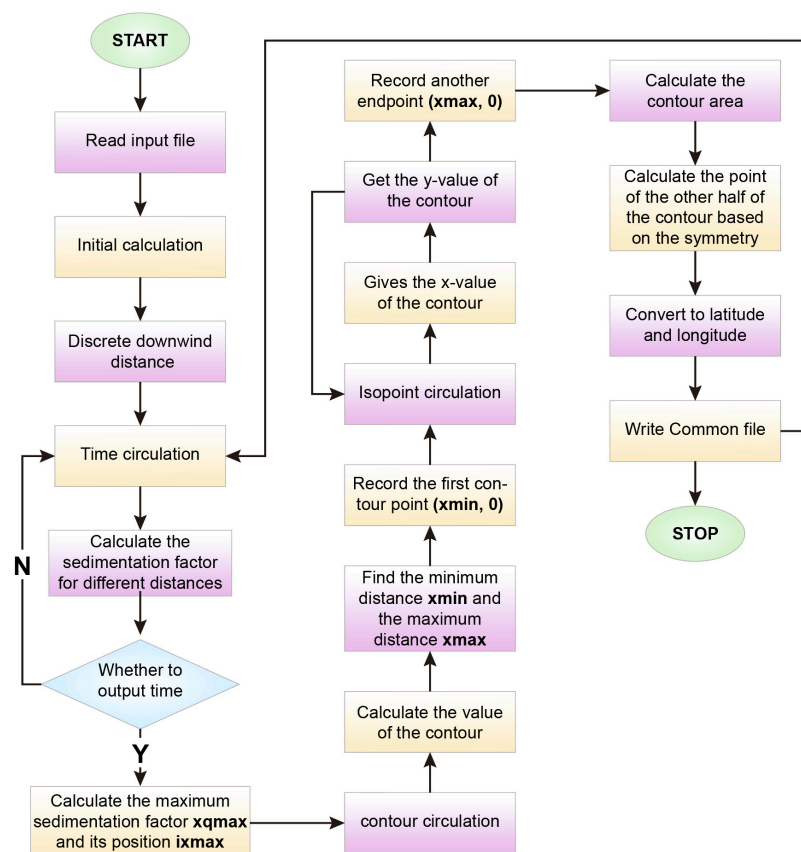 START
Read input file
Initial calculation
Discrete downwind
distance
Time circulation
Calculate the
sedimentation factor
for different distances
N
Whether to
output time
Y
Calculate the maximum
sedimentation factor xqmax
and its position ixmax
contour circulation
Calculate the value
of the contour
Find the minimum
distance xmin and
the maximum
distance xmax
Record the first con-
tour point (xmin, 0)
Isopoint circulation
Gives the x-value
of the contour
Get the y-value of
the contour
Record another
endpoint (xmax, 0)
Calculate the
contour area
Calculate the point
of the other half of
the contour based
on the symmetry
Convert to latitude
and longitude
Write Common file
STOP